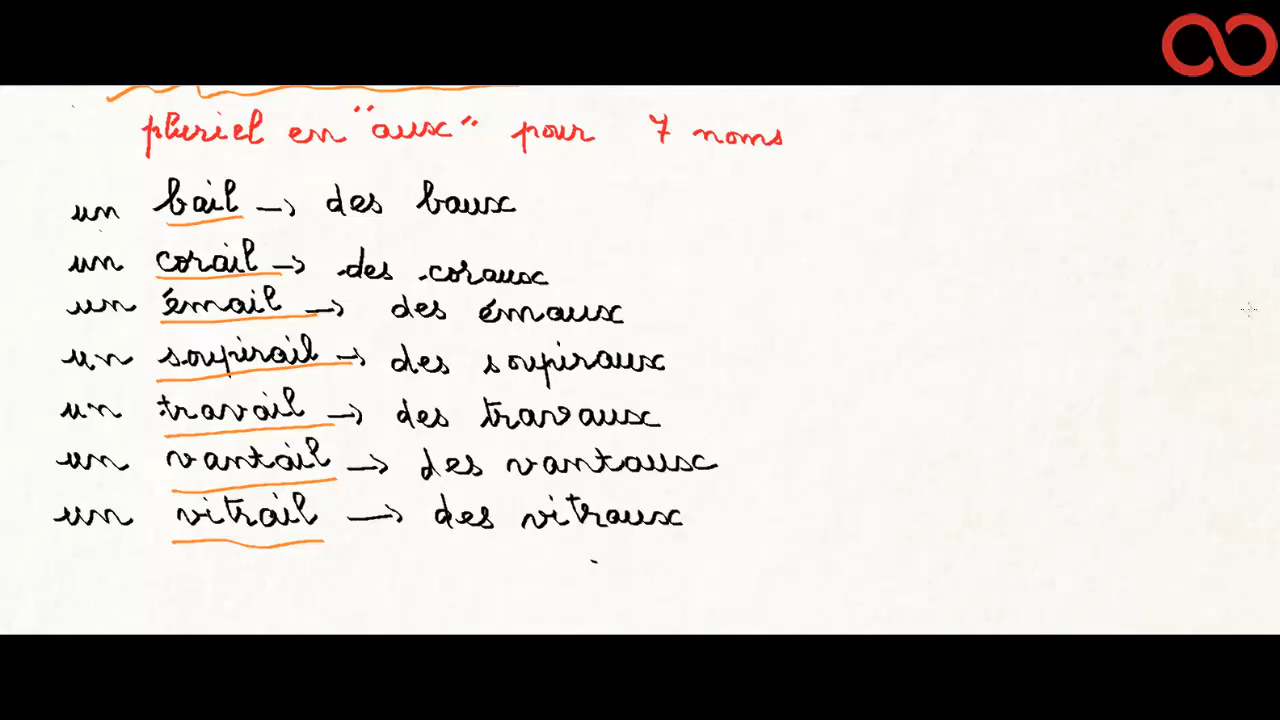 pluriel en "aux" pour 7 noms
un bail → des baux
un corail → des coraux
un émail → des émaux
un soupirail → des soupiraux
un travail → des travaux
un vantail → des vantaux
un vitrail → des vitraux